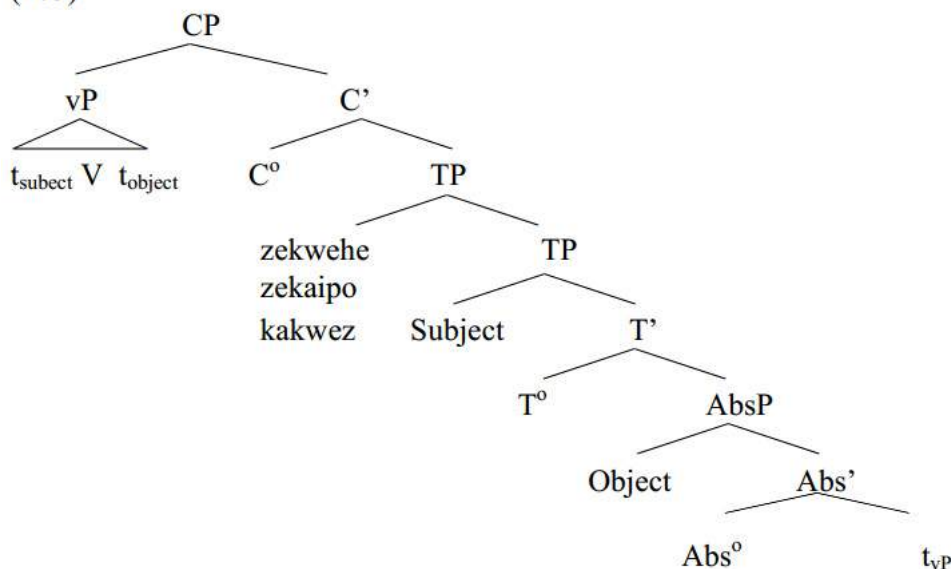 CP
vP C’
t_subect V t_object C° TP
zekwehe TP
zekaipo
kakwez Subject T’
T° AbsP
Object Abs’
Abs° t_vP